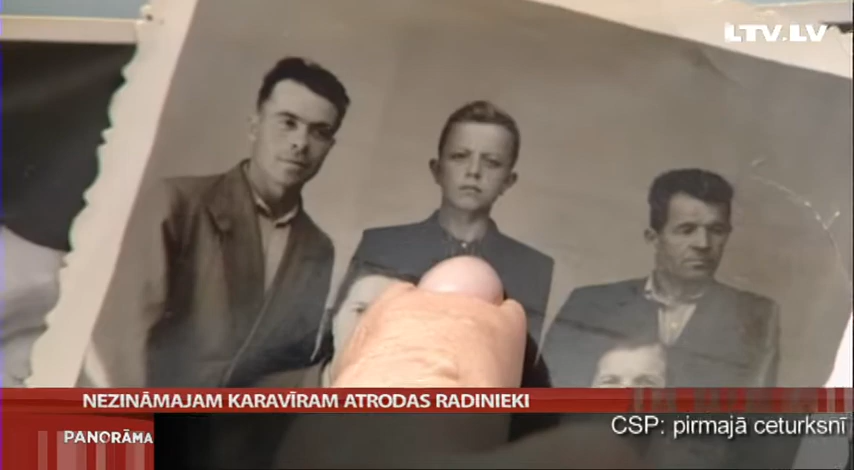 LTV.LV
NEZINĀMAJAM KARAVĪRAM ATRODAS RADINIEKI
CSP: pirmajā ceturksnī
PANORĀMA